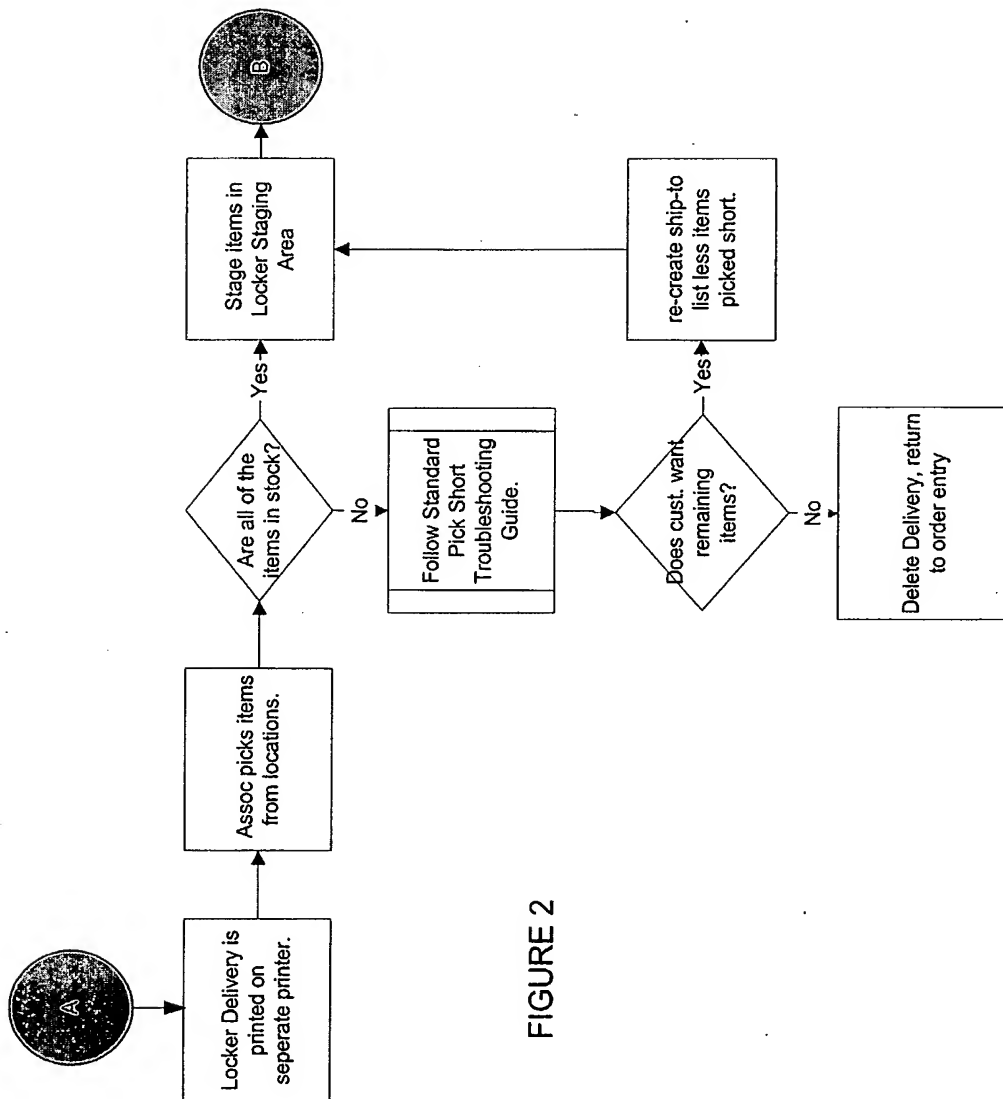 A
Locker Delivery is
printed on
seperate printer.
Assoc picks items
from locations.
Are all of the
items in stock?
Yes
Stage items in
Locker Staging
Area
B
No
Follow Standard
Pick Short
Troubleshooting
Guide.
Does cust. want
remaining
items?
Yes
re-create ship-to
list less items
picked short.
No
Delete Delivery, return
to order entry
FIGURE 2